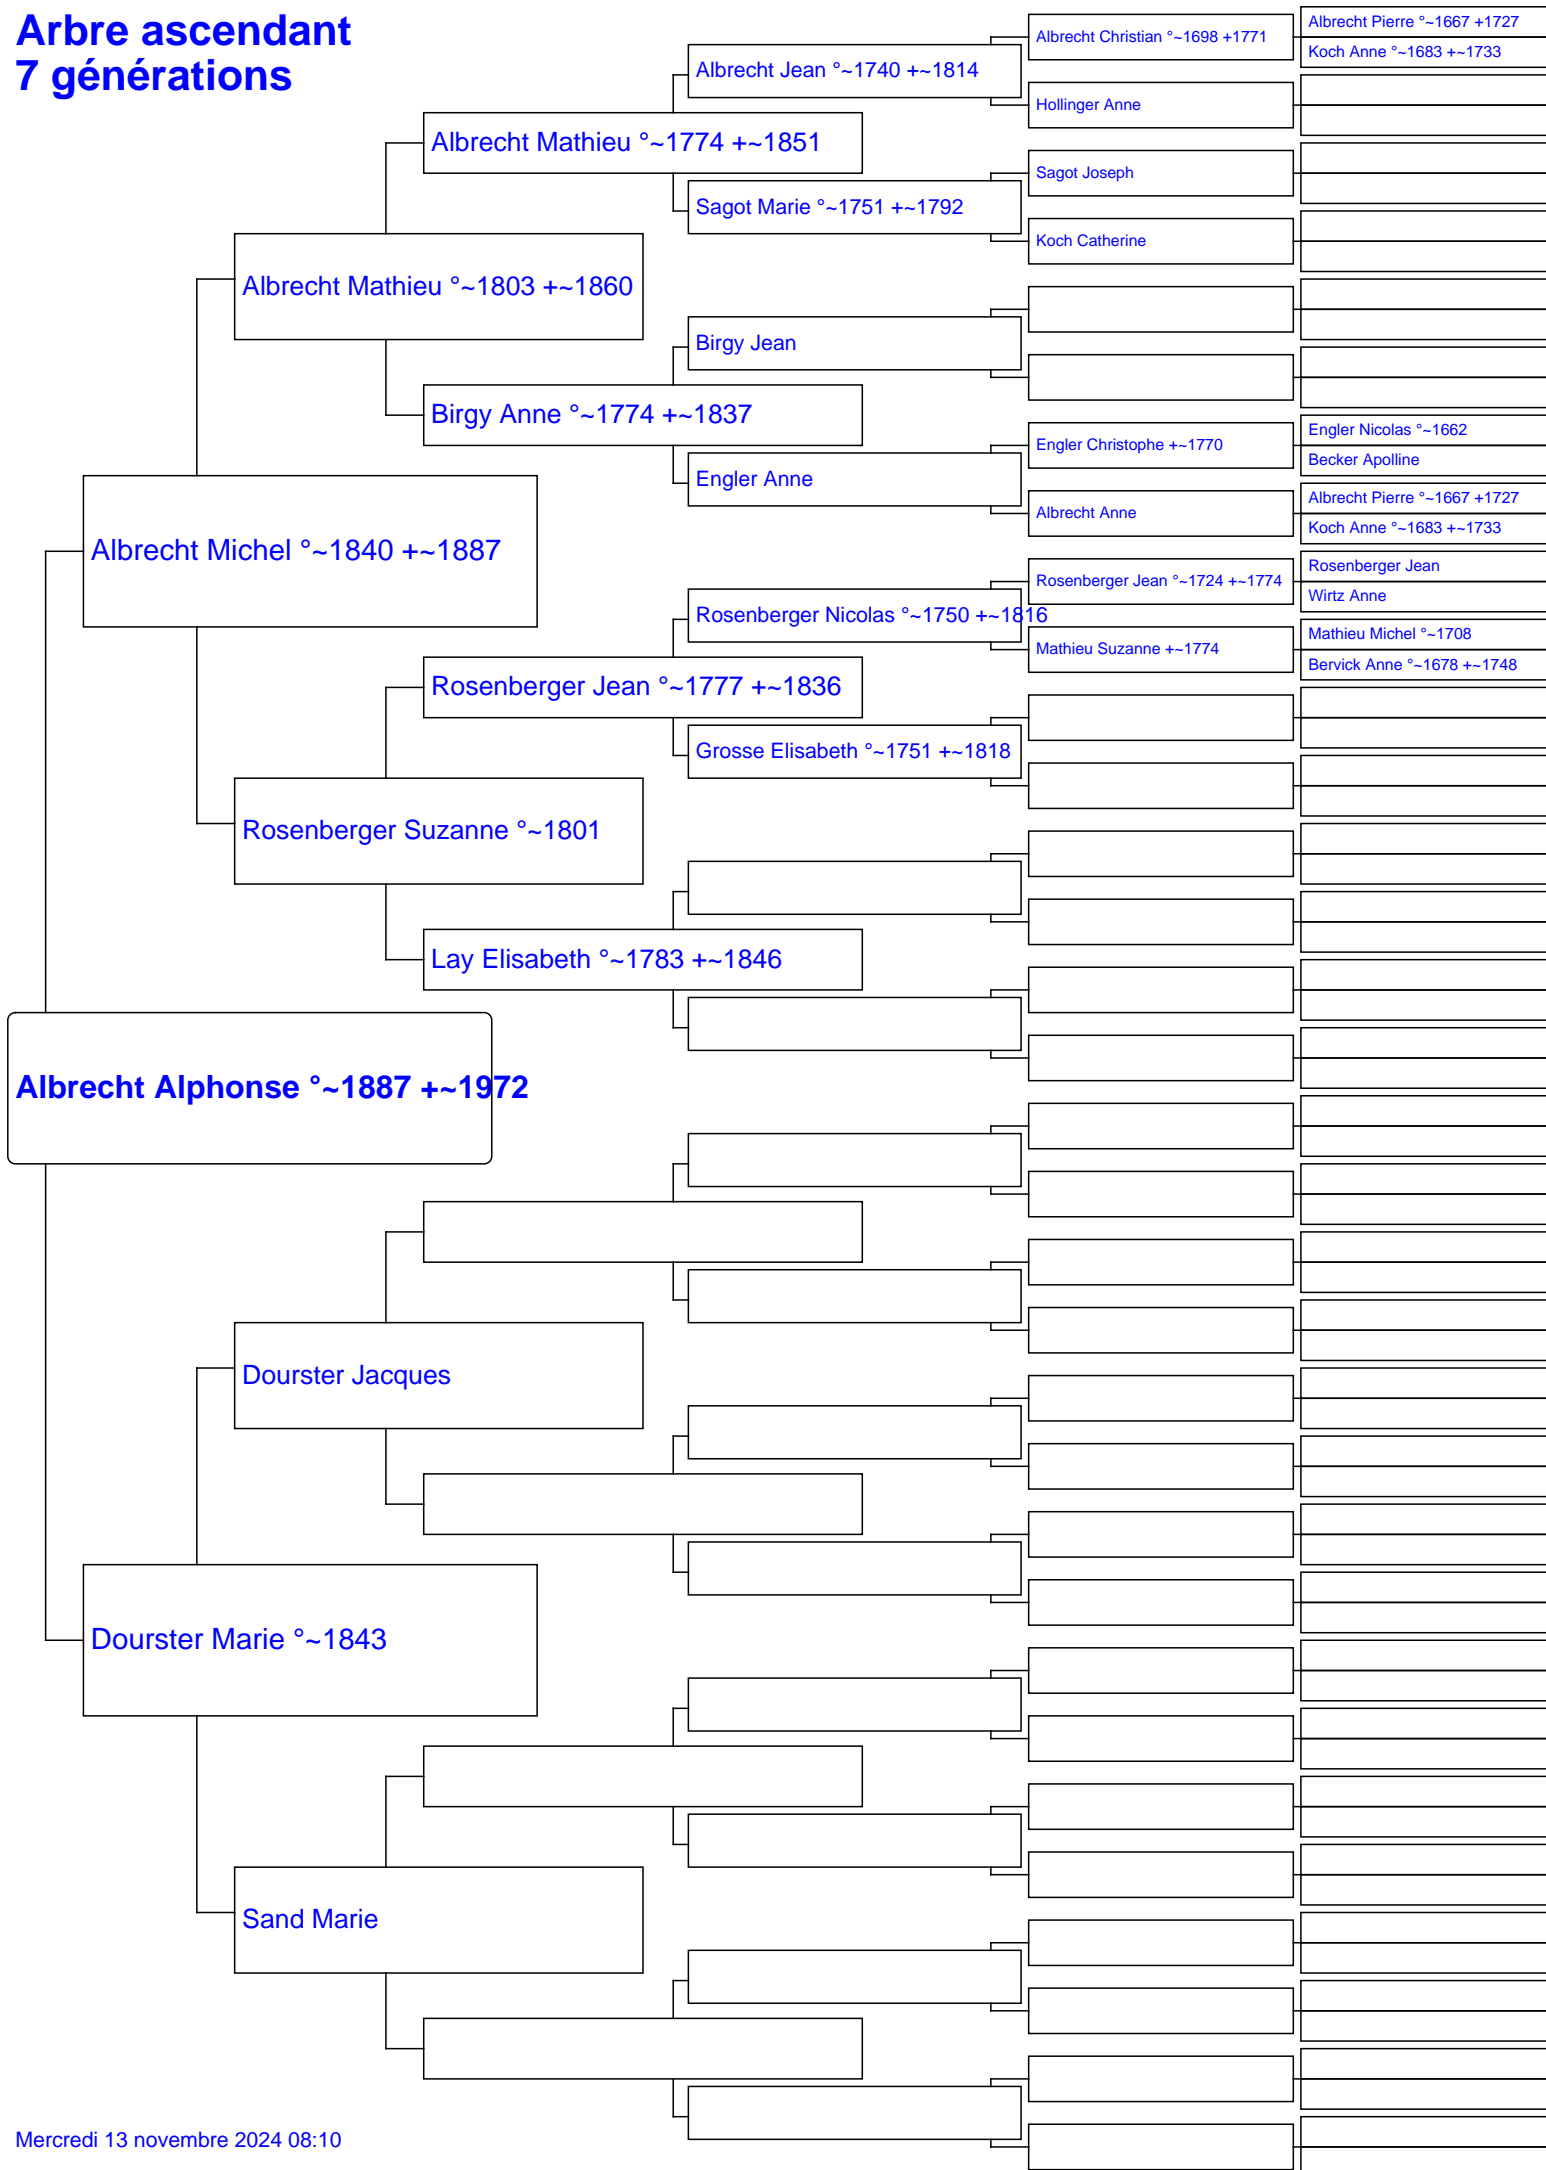 Arbre ascendant
7 générations
Albrecht Christian °~1698 +1771
Albrecht Pierre °~1667 +1727
Koch Anne °~1683 +~1733
Albrecht Jean °~1740 +~1814
Hollinger Anne
Albrecht Mathieu °~1774 +~1851
Sagot Joseph
Sagot Marie °~1751 +~1792
Koch Catherine
Albrecht Mathieu °~1803 +~1860
Birgy Jean
Birgy Anne °~1774 +~1837
Engler Nicolas °~1662
Engler Christophe +~1770
Becker Apolline
Engler Anne
Albrecht Pierre °~1667 +1727
Albrecht Anne
Koch Anne °~1683 +~1733
Albrecht Michel °~1840 +~1887
Rosenberger Jean
Rosenberger Jean °~1724 +~1774
Wirtz Anne
Rosenberger Nicolas °~1750 +~1816
Mathieu Michel °~1708
Mathieu Suzanne +~1774
Bervick Anne °~1678 +~1748
Rosenberger Jean °~1777 +~1836
Grosse Elisabeth °~1751 +~1818
Rosenberger Suzanne °~1801
Lay Elisabeth °~1783 +~1846
Albrecht Alphonse °~1887 +~1972
Dourster Jacques
Dourster Marie °~1843
Sand Marie
Mercredi 13 novembre 2024 08:10